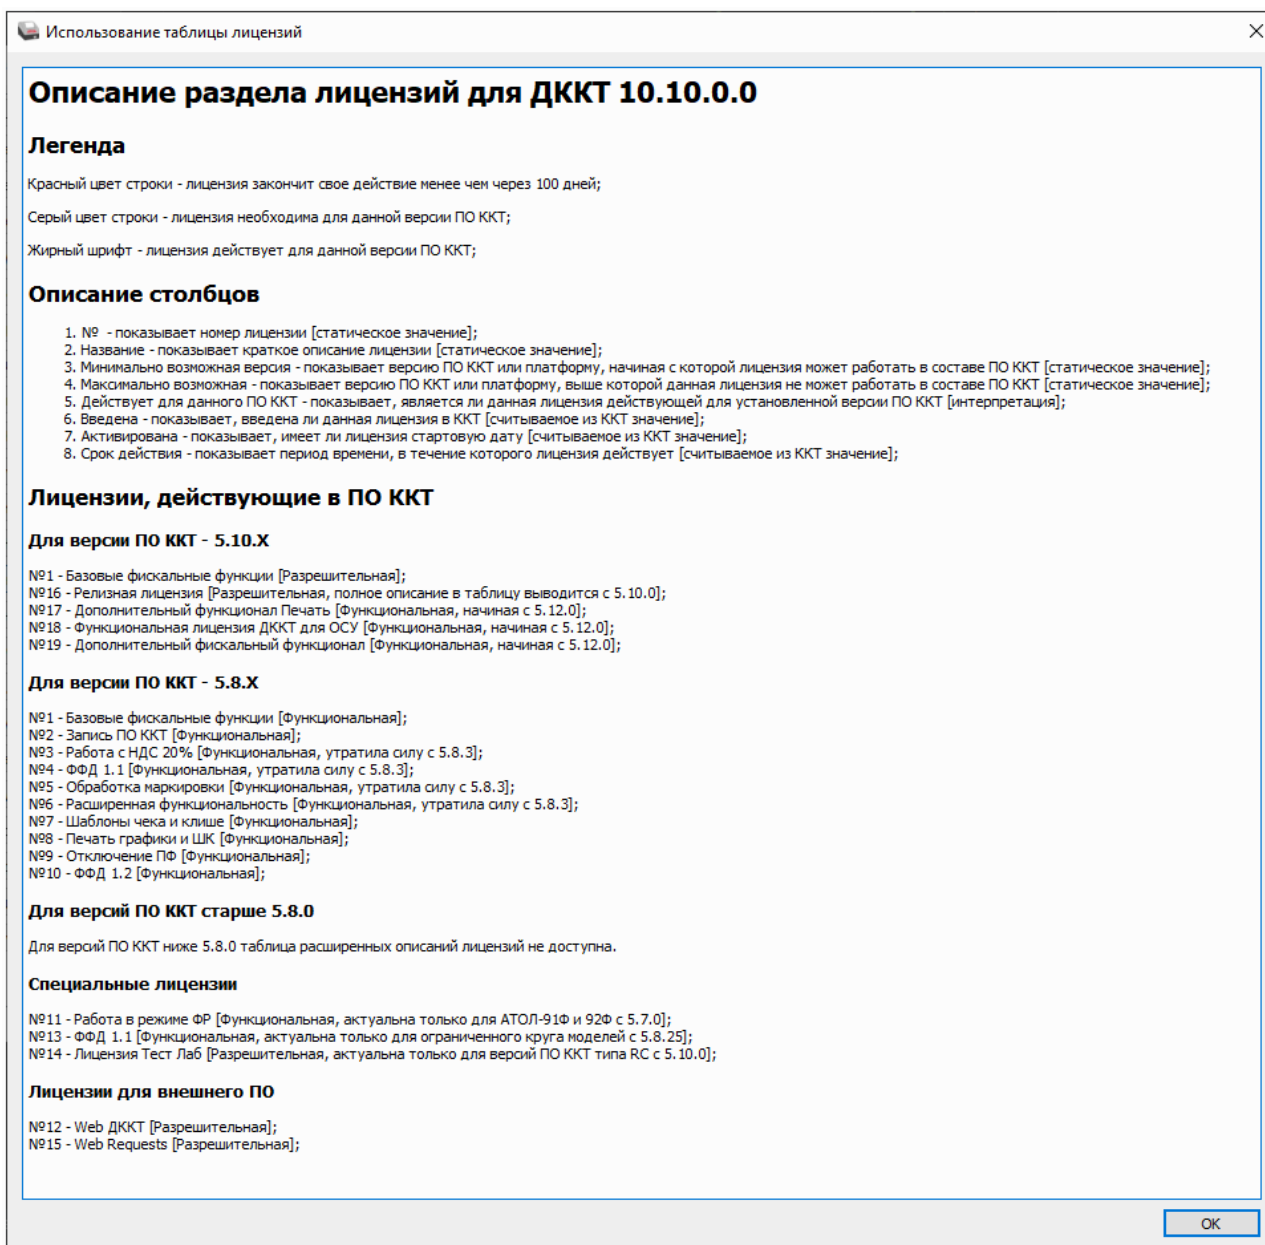 Использование таблицы лицензий
Описание раздела лицензий для ДККТ 10.10.0.0
Легенда
Красный цвет строки - лицензия закончит свое действие менее чем через 100 дней;
Серый цвет строки - лицензия необходима для данной версии ПО ККТ;
Жирный шрифт - лицензия действует для данной версии ПО ККТ;
Описание столбцов
1. № - показывает номер лицензии [статическое значение];
2. Название - показывает краткое описание лицензии [статическое значение];
3. Минимально возможная версия - показывает версию ПО ККТ или платформу, начиная с которой лицензия может работать в составе ПО ККТ [статическое значение];
4. Максимально возможная - показывает версию ПО ККТ или платформу, выше которой данная лицензия не может работать в составе ПО ККТ [статическое значение];
5. Действует для данного ПО ККТ - показывает, является ли данная лицензия действующей для установленной версии ПО ККТ [интерпретация];
6. Введена - показывает, введена ли данная лицензия в ККТ [считываемое из ККТ значение];
7. Активирована - показывает, имеет ли лицензия стартовую дату [считываемое из ККТ значение];
8. Срок действия - показывает период времени, в течение которого лицензия действует [считываемое из ККТ значение];
Лицензии, действующие в ПО ККТ
Для версии ПО ККТ - 5.10.X
№1 - Базовые фискальные функции [Разрешительная];
№16 - Релизная лицензия [Разрешительная, полное описание в таблицу выводится с 5.10.0];
№17 - Дополнительный функционал Печать [Функциональная, начиная с 5.12.0];
№18 - Функциональная лицензия ДККТ для ОСУ [Функциональная, начиная с 5.12.0];
№19 - Дополнительный фискальный функционал [Функциональная, начиная с 5.12.0];
Для версии ПО ККТ - 5.8.X
№1 - Базовые фискальные функции [Функциональная];
№2 - Запись ПО ККТ [Функциональная];
№3 - Работа с НДС 20% [Функциональная, утратила силу с 5.8.3];
№4 - ФФД 1.1 [Функциональная, утратила силу с 5.8.3];
№5 - Обработка маркировки [Функциональная, утратила силу с 5.8.3];
№6 - Расширенная функциональность [Функциональная, утратила силу с 5.8.3];
№7 - Шаблоны чека и клише [Функциональная];
№8 - Печать графики и ШК [Функциональная];
№9 - Отключение ПФ [Функциональная];
№10 - ФФД 1.2 [Функциональная];
Для версий ПО ККТ старше 5.8.0
Для версий ПО ККТ ниже 5.8.0 таблица расширенных описаний лицензий не доступна.
Специальные лицензии
№11 - Работа в режиме ФР [Функциональная, актуальна только для АТОЛ-91Ф и 92Ф с 5.7.0];
№13 - ФФД 1.1 [Функциональная, актуальна только для ограниченного круга моделей с 5.8.25];
№14 - Лицензия Тест Лаб [Разрешительная, актуальна только для версий ПО ККТ типа RC с 5.10.0];
Лицензии для внешнего ПО
№12 - Web ДККТ [Разрешительная];
№15 - Web Requests [Разрешительная];
OK